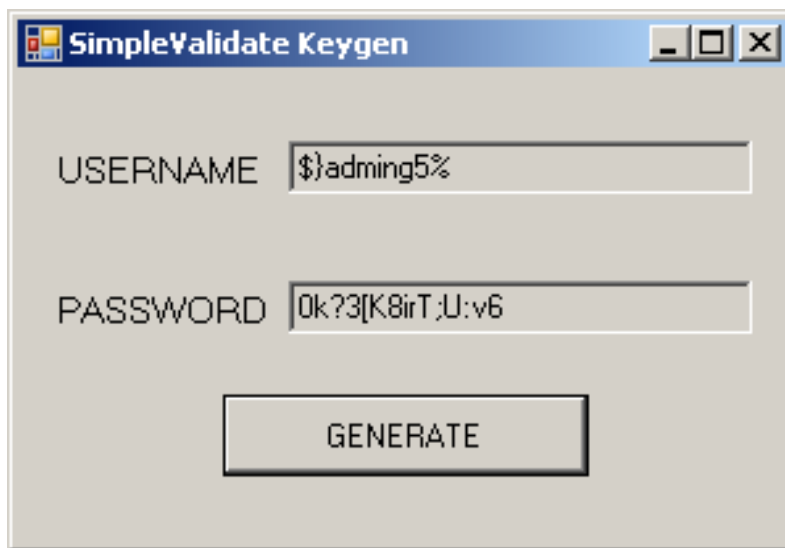 SimpleValidate Keygen
USERNAME $}adming5%
PASSWORD 0k?3[K8irT;U:v6
GENERATE